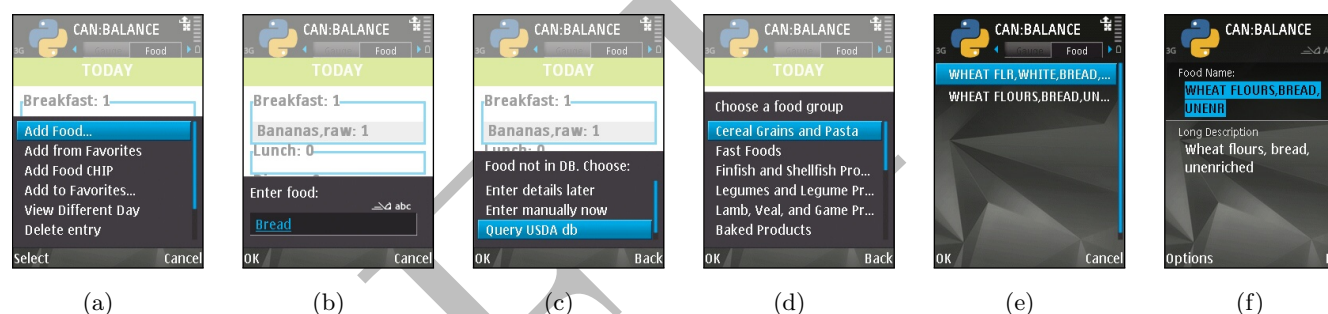 CAN:BALANCE
3G
Food
TODAY
Breakfast: 1
Add Food...
Add from Favorites
Add Food CHIP
Add to Favorites...
View Different Day
Delete entry
Select Cancel
(a)
CAN:BALANCE
3G
Food
TODAY
Breakfast: 1
Bananas,raw: 1
Lunch: 0
Enter food:
abc
Bread
OK Cancel
(b)
CAN:BALANCE
3G
Food
TODAY
Breakfast: 1
Bananas,raw: 1
Lunch: 0
Food not in DB. Choose:
Enter details later
Enter manually now
Query USDA db
OK Back
(c)
CAN:BALANCE
3G
Food
TODAY
Choose a food group
Cereal Grains and Pasta
Fast Foods
Finfish and Shellfish Pro...
Legumes and Legume Pr...
Lamb, Veal, and Game Pr...
Baked Products
OK Back
(d)
CAN:BALANCE
3G
Food
WHEAT FLR,WHITE,BREAD,...
WHEAT FLOURS,BREAD,UN...
OK Cancel
(e)
CAN:BALANCE
3G
Food Name:
WHEAT FLOURS,BREAD,
UNENR
Long Description
Wheat flours, bread,
unenriched
Options
(f)